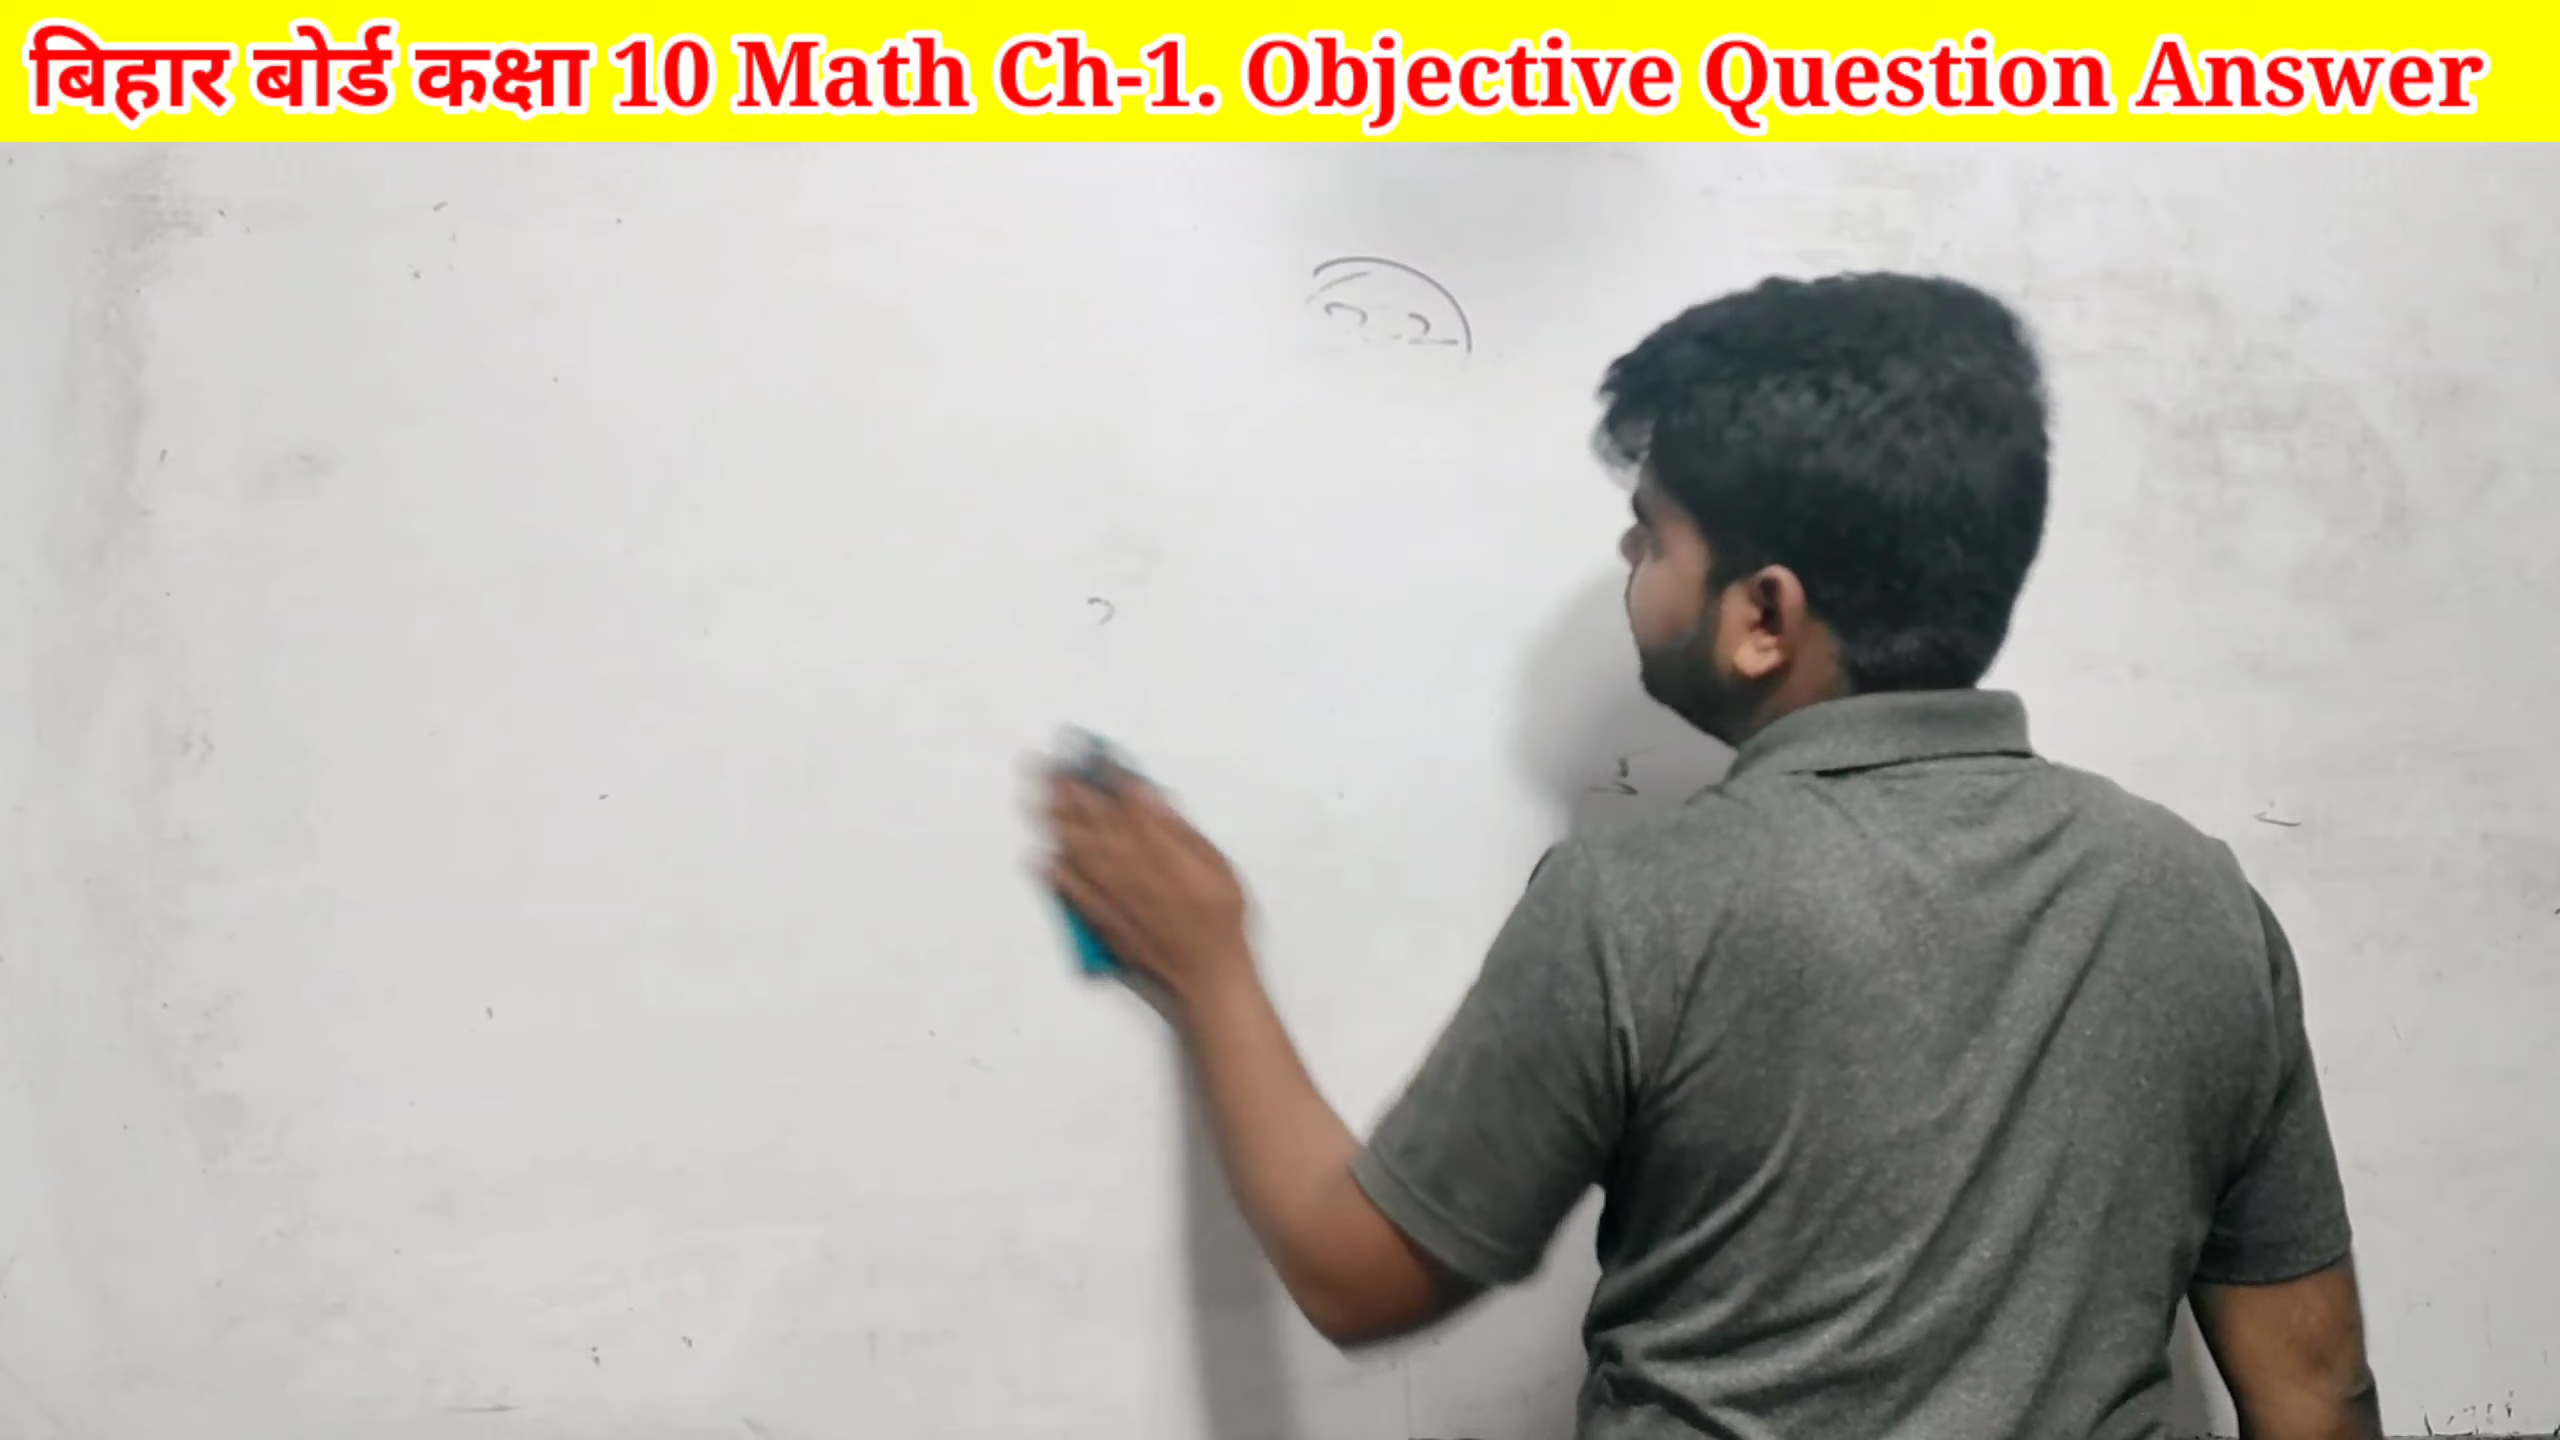 बिहार बोर्ड कक्षा 10 Math Ch-1. Objective Question Answer